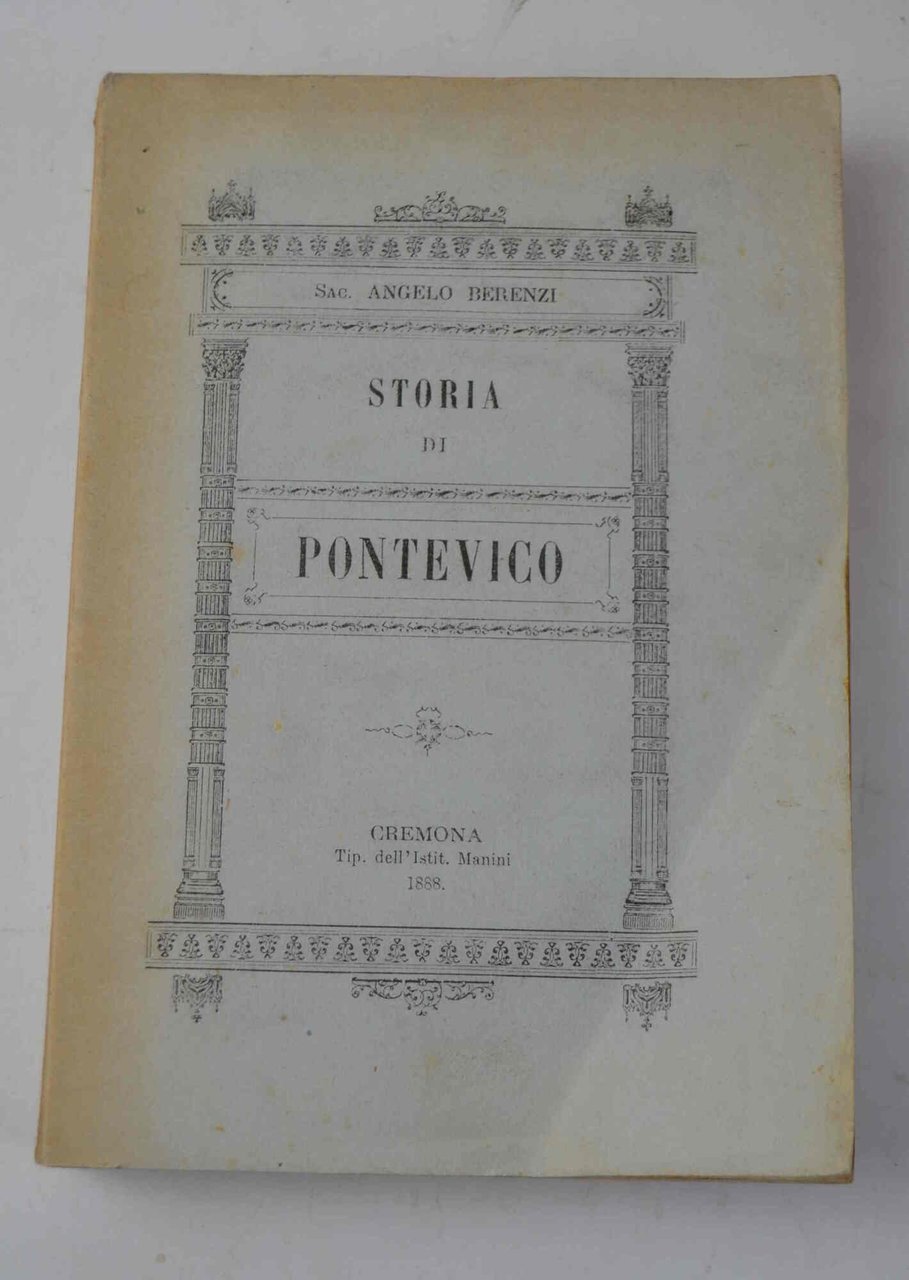 Sac. ANGELO BERENZI
STORIA
DI
PONTEVICO
CREMONA
Tip. dell'Istit. Manini
1888.